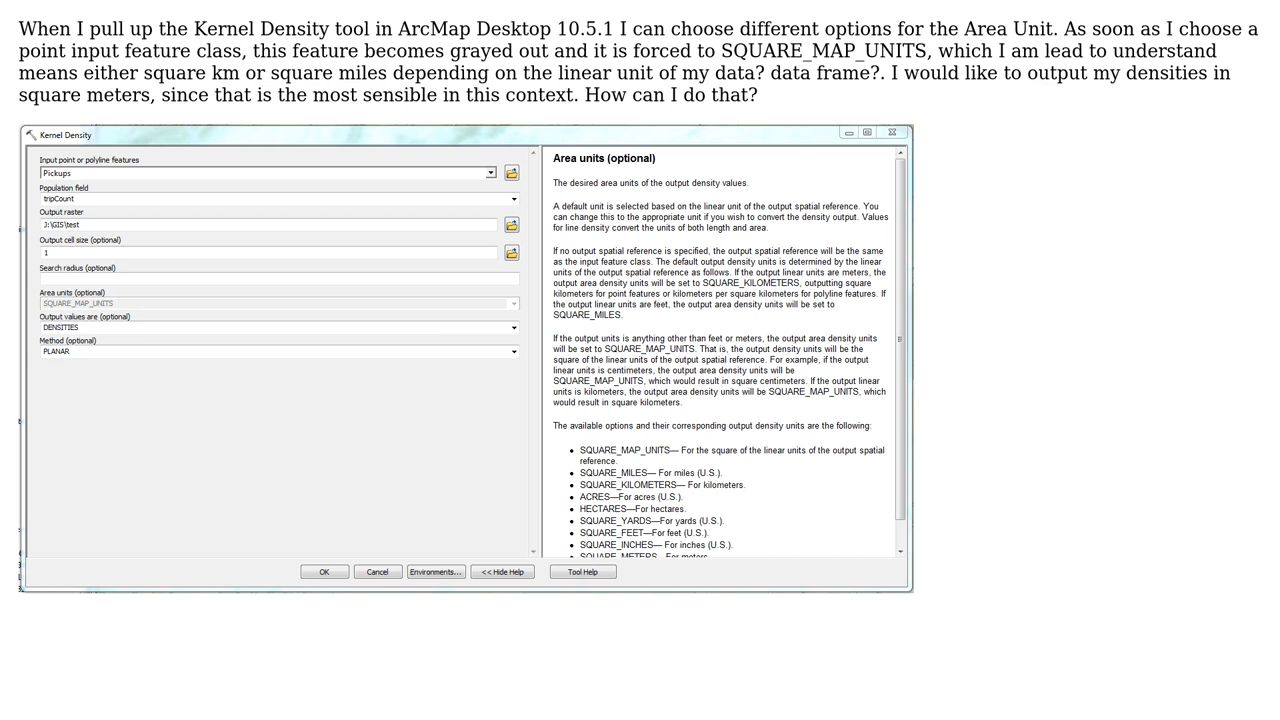 When I pull up the Kernel Density tool in ArcMap Desktop 10.5.1 I can choose different options for the Area Unit. As soon as I choose a
point input feature class, this feature becomes grayed out and it is forced to SQUARE_MAP_UNITS, which I am lead to understand
means either square km or square miles depending on the linear unit of my data? data frame?. I would like to output my densities in
square meters, since that is the most sensible in this context. How can I do that?
Kernel Density
Input point or polyline features
Pickups
Population field
tripCount
Output raster
J:\GIS\test
Output cell size (optional)
1
Search radius (optional)
Area units (optional)
SQUARE_MAP_UNITS
Output values are (optional)
DENSITIES
Method (optional)
PLANAR
Area units (optional)
The desired area units of the output density values.
A default unit is selected based on the linear unit of the output spatial reference. You
can change this to the appropriate unit if you wish to convert the density output. Values
for line density convert the units of both length and area.
If no output spatial reference is specified, the output spatial reference will be the same
as the input feature class. The default output density units is determined by the linear
units of the output spatial reference as follows. If the output linear units are meters, the
output area density units will be set to SQUARE_KILOMETERS, outputting square
kilometers for point features or kilometers per square kilometers for polyline features. If
the output linear units are feet, the output area density units will be set to
SQUARE_MILES.
If the output units is anything other than feet or meters, the output area density units
will be set to SQUARE_MAP_UNITS. That is, the output density units will be the
square of the linear units of the output spatial reference. For example, if the output
linear units is centimeters, the output area density units will be
SQUARE_MAP_UNITS, which would result in square centimeters. If the output linear
units is kilometers, the output area density units will be SQUARE_MAP_UNITS, which
would result in square kilometers.
The available options and their corresponding output density units are the following:
• SQUARE_MAP_UNITS— For the square of the linear units of the output spatial
reference.
• SQUARE_MILES— For miles (U.S.).
• SQUARE_KILOMETERS— For kilometers.
• ACRES—For acres (U.S.).
• HECTARES—For hectares.
• SQUARE_YARDS—For yards (U.S.).
• SQUARE_FEET—For feet (U.S.).
• SQUARE_INCHES— For inches (U.S.).
• SQUARE_METERS—For meters
OK
Cancel
Environments...
<< Hide Help
Tool Help